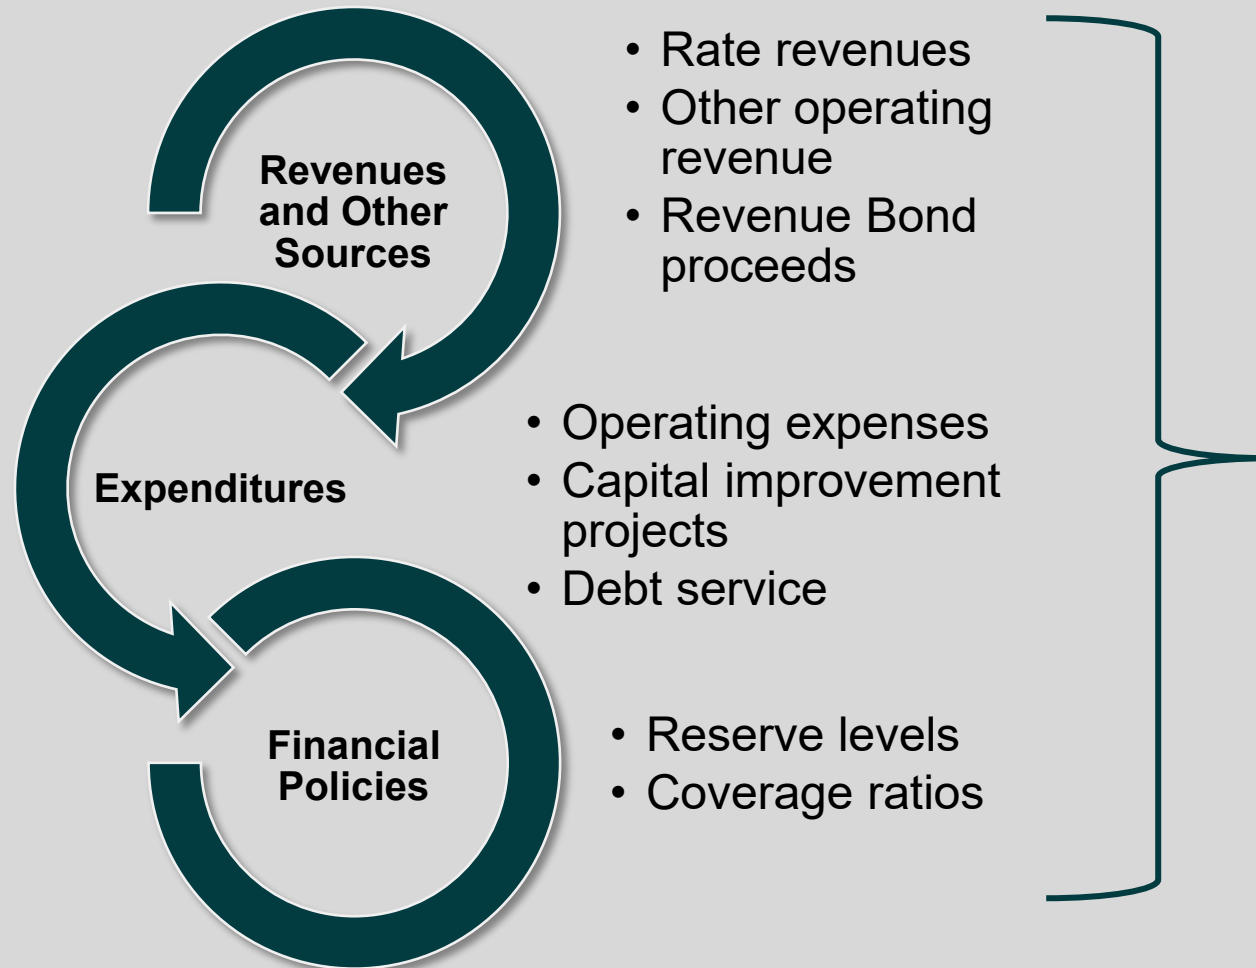 Revenues
and Other
Sources
• Rate revenues
• Other operating
revenue
• Revenue Bond
proceeds
Expenditures
• Operating expenses
• Capital improvement
projects
• Debt service
Financial
Policies
• Reserve levels
• Coverage ratios